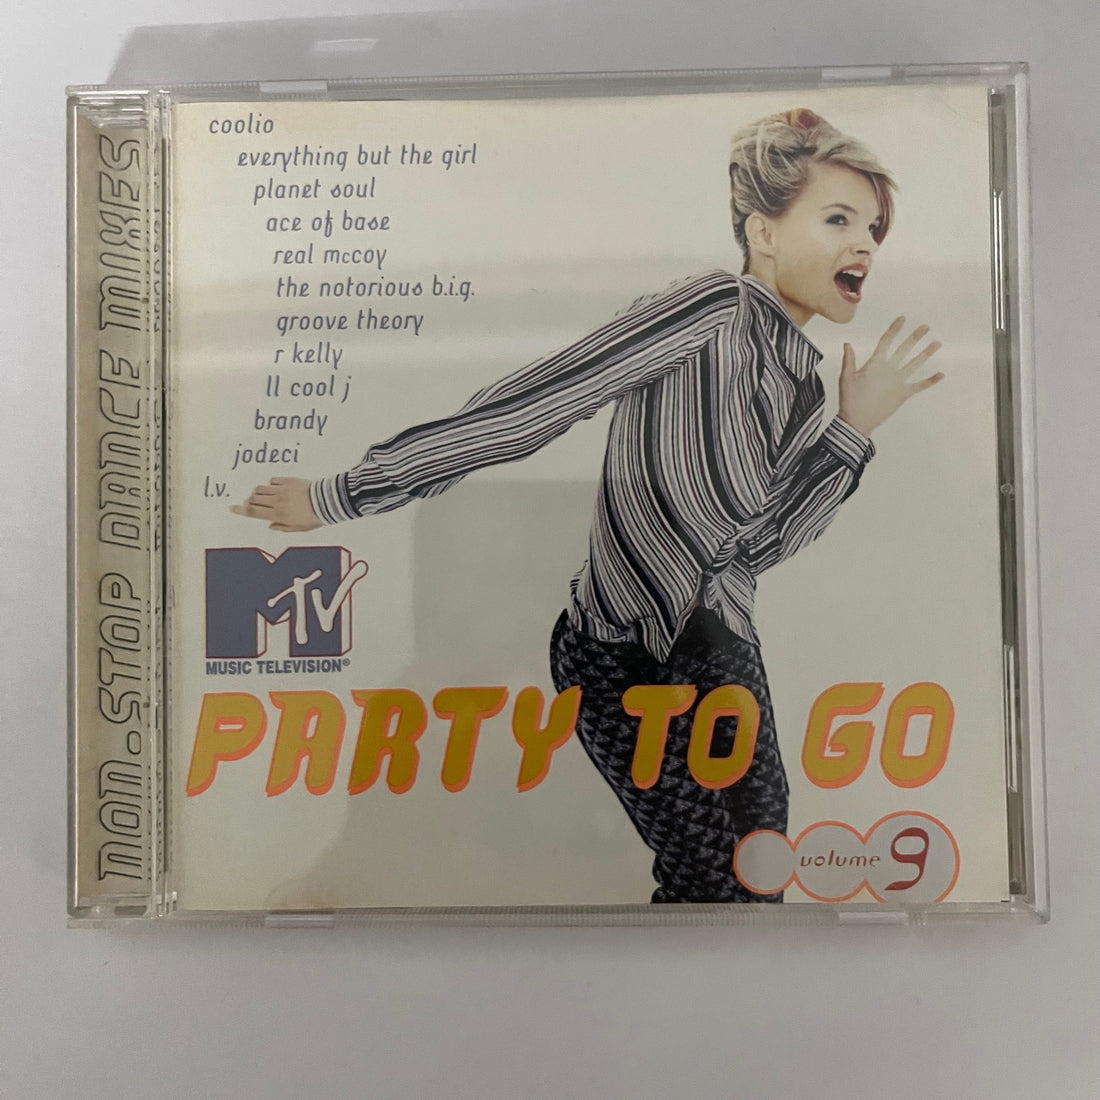 non.STOP DANCE MIXES
coolio
everything but the girl
planet soul
ace of base
real mccoy
the notorious b.i.g.
groove theory
r kelly
ll cool j
brandy
jodeci
l.v.
MTV
MUSIC TELEVISION®
PARTY TO GO
volume 9